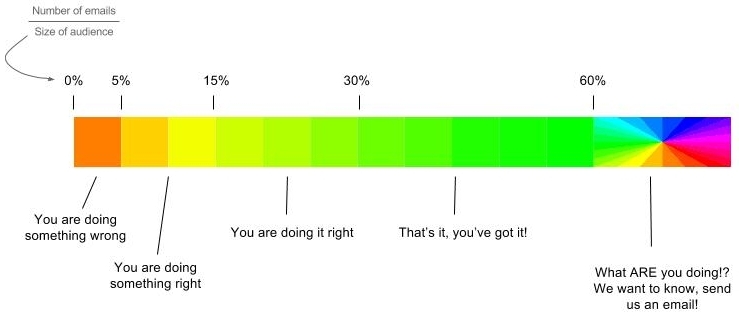 Number of emails
Size of audience
0%
5%
15%
30%
60%
You are doing
something wrong
You are doing
something right
You are doing it right
That's it, you've got it!
What ARE you doing!?
We want to know, send
us an email!